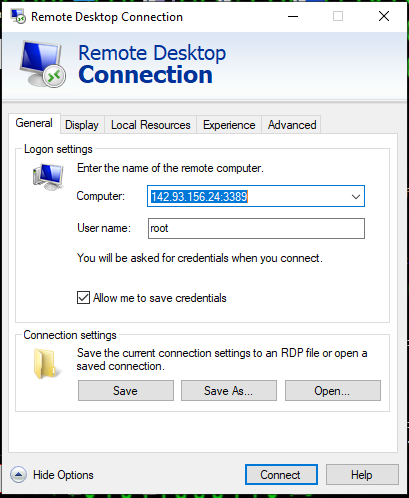 Remote Desktop Connection
Remote Desktop
Connection
General Display Local Resources Experience Advanced
Logon settings
Enter the name of the remote computer.
Computer: 142.93.156.24:3389
User name: root
You will be asked for credentials when you connect.
Allow me to save credentials
Connection settings
Save the current connection settings to an RDP file or open a
saved connection.
Save Save As... Open...
Hide Options Connect Help